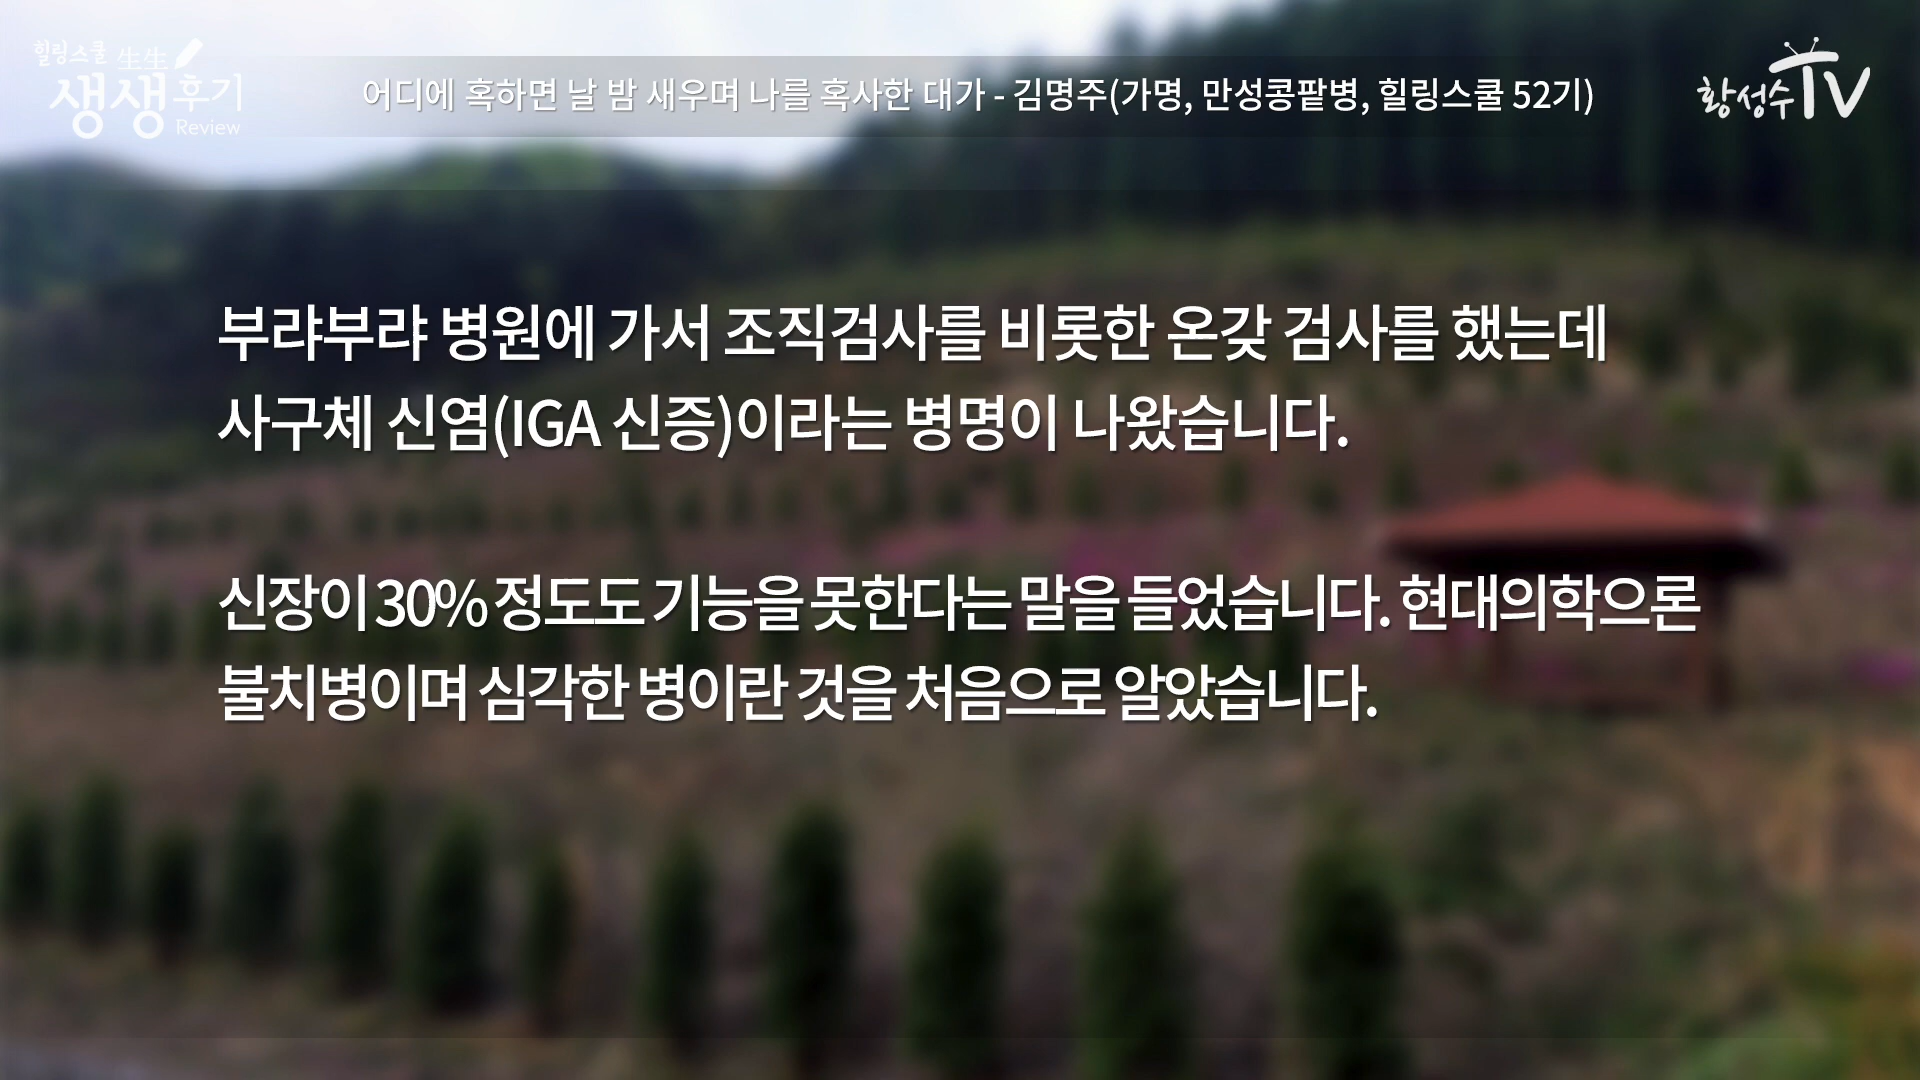 힐링스쿨 生生
생생후기
Review
어디에 혹하면 날 밤 새우며 나를 혹사한 대가 - 김명주(가명, 만성콩팥병, 힐링스쿨 52기)
황성수TV
부랴부랴 병원에 가서 조직검사를 비롯한 온갖 검사를 했는데
사구체 신염(IGA 신증)이라는 병명이 나왔습니다.
신장이 30% 정도도 기능을 못한다는 말을 들었습니다. 현대의학으론
불치병이며 심각한 병이란 것을 처음으로 알았습니다.